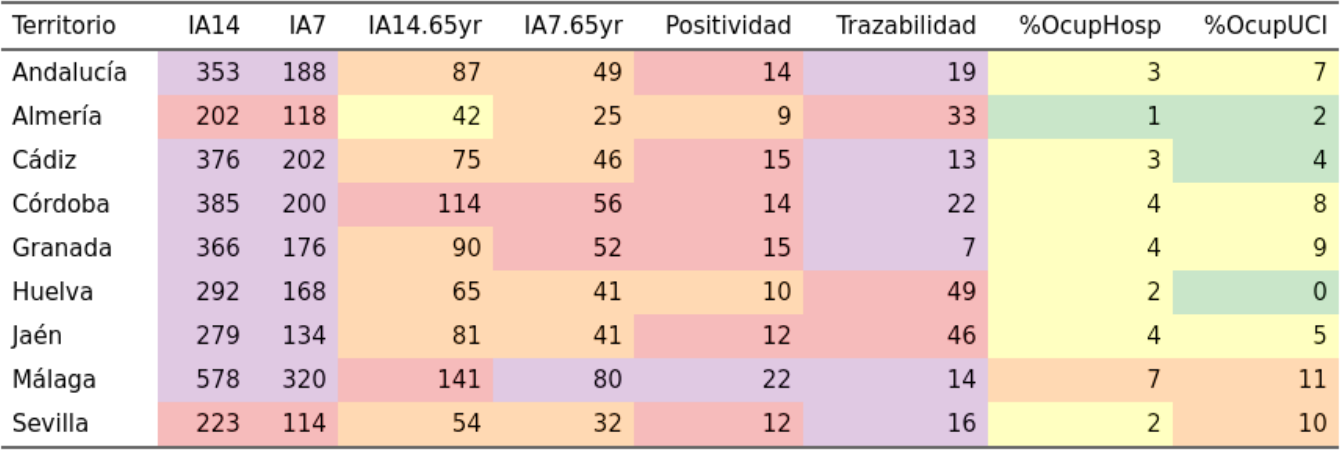 Territorio IA14 IA7 IA14.65yr IA7.65yr Positividad Trazabilidad %OcupHosp %OcupUCI
Andalucía 353 188 87 49 14 19 3 7
Almería 202 118 42 25 9 33 1 2
Cádiz 376 202 75 46 15 13 3 4
Córdoba 385 200 114 56 14 22 4 8
Granada 366 176 90 52 15 7 4 9
Huelva 292 168 65 41 10 49 2 0
Jaén 279 134 81 41 12 46 4 5
Málaga 578 320 141 80 22 14 7 11
Sevilla 223 114 54 32 12 16 2 10